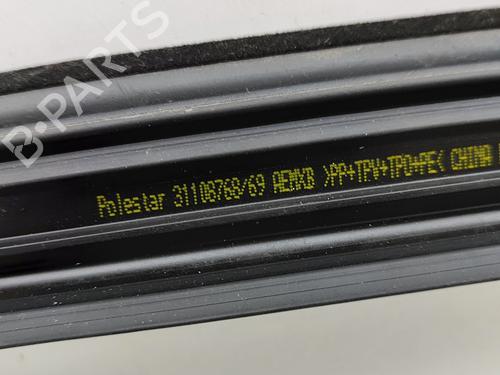 Polestar 31108768/69 AEMXB >PP+TPV+TPO+PE< CHINA
B-PARTS